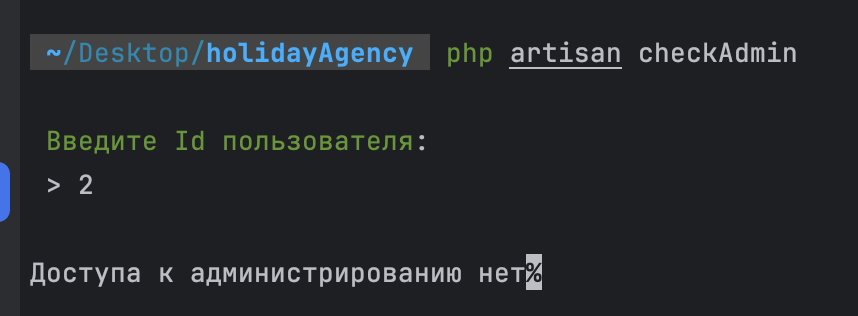 ~/Desktop/holidayAgency php artisan checkAdmin
Введите Id пользователя:
> 2
Доступа к администрированию нет%